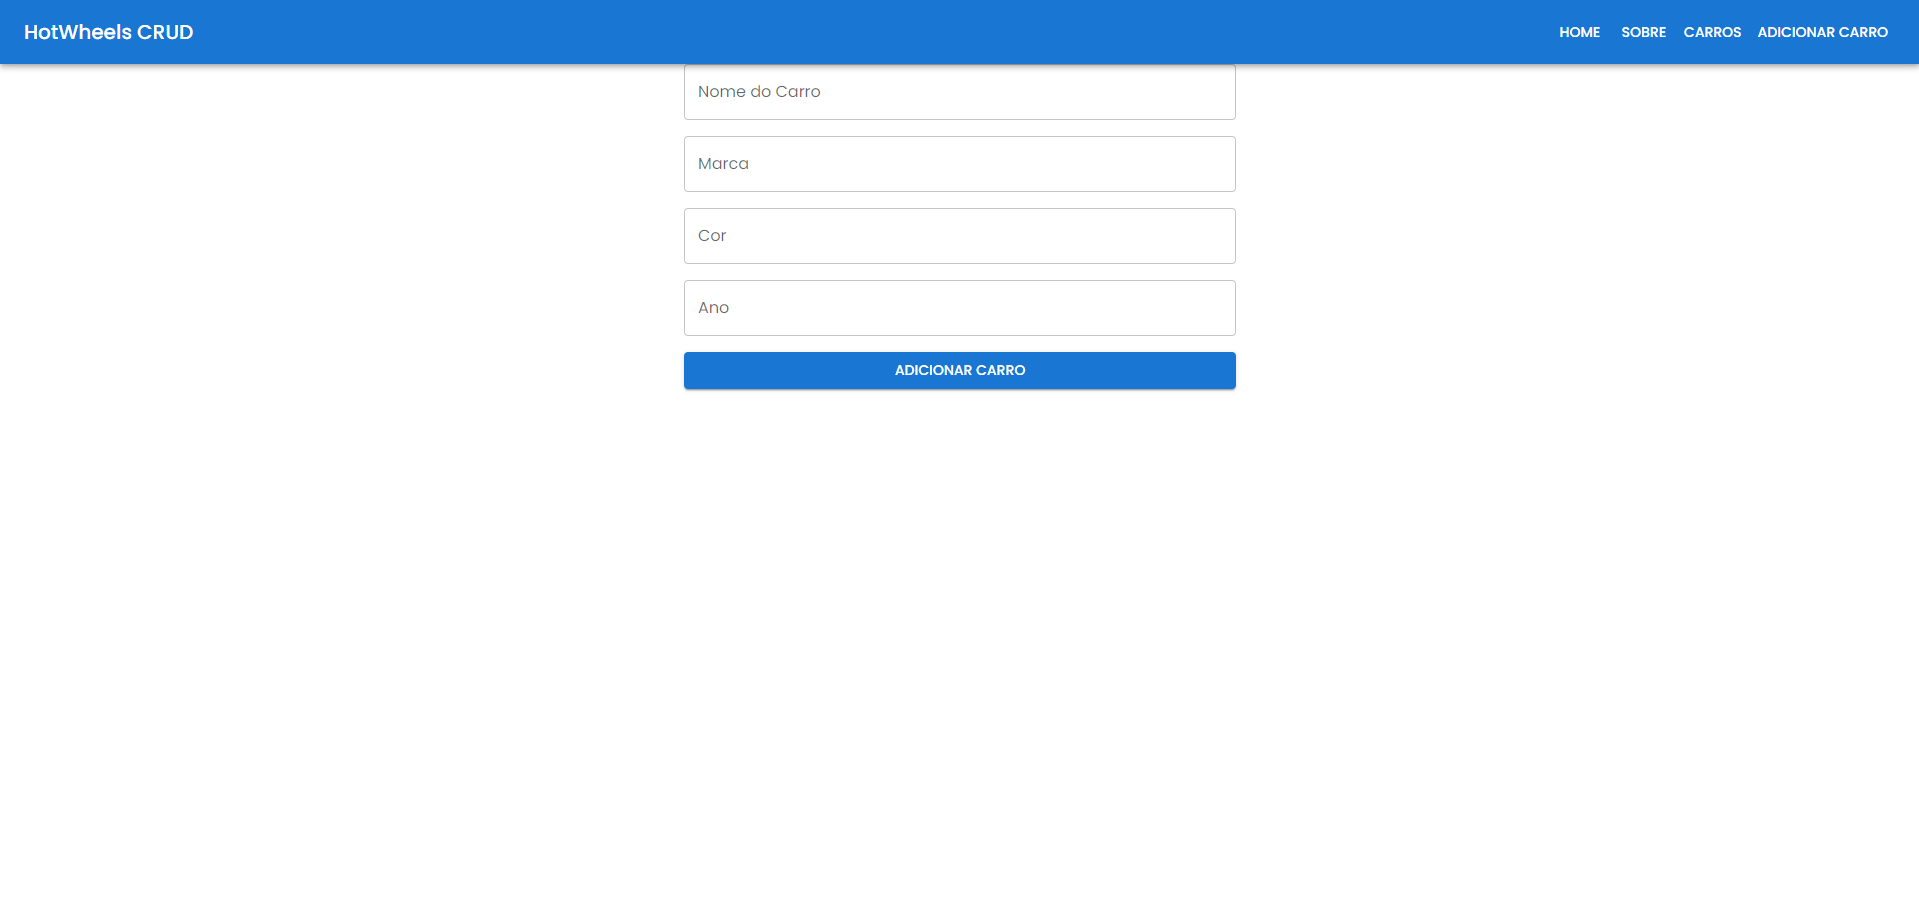 HotWheels CRUD
HOME SOBRE CARROS ADICIONAR CARRO
Nome do Carro
Marca
Cor
Ano
ADICIONAR CARRO